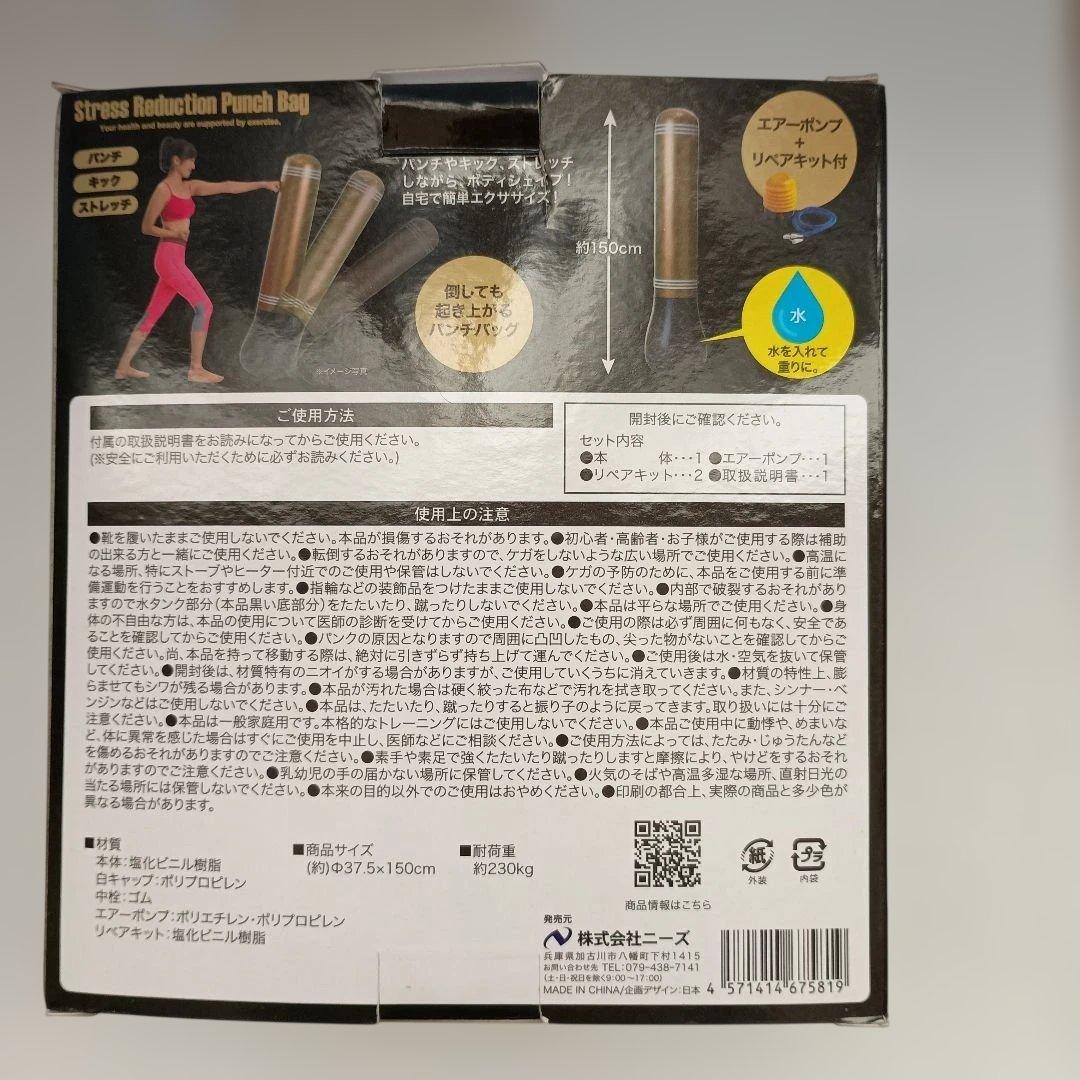 Stress Reduction Punch Bag
Your health and beauty are supported by exercise.
パンチ
キック
ストレッチ
パンチやキック、ストレッチ
しながら、ボディシェイプ!
自宅で簡単エクササイズ!
倒しても
起き上がる
パンチバッグ
※イメージ写真
約150cm
エアーポンプ
+
リペアキット付
水
水を入れて
重りに。
ご使用方法
付属の取扱説明書をお読みになってからご使用ください。
(※安全にご利用いただくために必ずお読みください。)
開封後にご確認ください。
セット内容
●本 体･･･1 ●エアーポンプ･･･1
●リペアキット･･･2 ●取扱説明書･･･1
使用上の注意
●靴を履いたままご使用しないでください。本品が損傷するおそれがあります。●初心者・高齢者・お子様がご使用する際は補助
の出来る方と一緒にご使用ください。●転倒するおそれがありますので、ケガをしないような広い場所でご使用ください。●高温に
なる場所、特にストーブやヒーター付近でのご使用や保管はしないでください。●ケガの予防のために、本品をご使用する前に準
備運動を行うことをおすすめします。●指輪などの装飾品をつけたままご使用しないでください。●内部で破裂するおそれがあり
ますので水タンク部分(本品黒い底部分)をたたいたり、蹴ったりしないでください。●本品は平らな場所でご使用ください。●身
体の不自由な方は、本品の使用について医師の診断を受けてからご使用ください。●ご使用の際は必ず周囲に何もなく、安全であ
ることを確認してからご使用ください。●パンクの原因となりますので周囲に凸凹したもの、尖った物がないことを確認してからご
使用ください。尚、本品を持って移動する際は、絶対に引きずらず持ち上げて運んでください。●ご使用後は水・空気を抜いて保管
してください。●開封後は、材質特有のニオイがする場合がありますが、ご使用していくうちに消えていきます。●材質の特性上、膨
らませてもシワが残る場合があります。●本品が汚れた場合は硬く絞った布などで汚れを拭き取ってください。また、シンナー・ベ
ンジンなどはご使用しないでください。●本品は、たたいたり、蹴ったりすると振り子のように戻ってきます。取り扱いには十分にご
注意ください。●本品は一般家庭用です。本格的なトレーニングにはご使用しないでください。●本品ご使用中に動悸や、めまいな
ど、体に異常を感じた場合はすぐにご使用を中止し、医師などにご相談ください。●ご使用方法によっては、たたみ・じゅうたんなど
を傷めるおそれがありますのでご注意ください。●素手や素足で強くたたいたり蹴ったりしますと摩擦により、やけどをするおそれ
がありますのでご注意ください。●乳幼児の手の届かない場所に保管してください。●火気のそばや高温多湿な場所、直射日光の
当たる場所には保管しないでください。●本来の目的以外でのご使用はおやめください。●印刷の都合上、実際の商品と多少色が
異なる場合があります。
■材質
本体:塩化ビニル樹脂
白キャップ:ポリプロピレン
中栓:ゴム
エアーポンプ:ポリエチレン・ポリプロピレン
リペアキット:塩化ビニル樹脂
■商品サイズ
(約)Φ37.5×150cm
■耐荷重
約230kg
商品情報はこちら
紙
外装
プラ
内袋
発売元
株式会社ニーズ
兵庫県加古川市八幡町下村1415
お問い合わせ先 TEL:079-438-7141
(土・日・祝日を除く9:00～17:00)
MADE IN CHINA/企画デザイン:日本
4 571414 675819